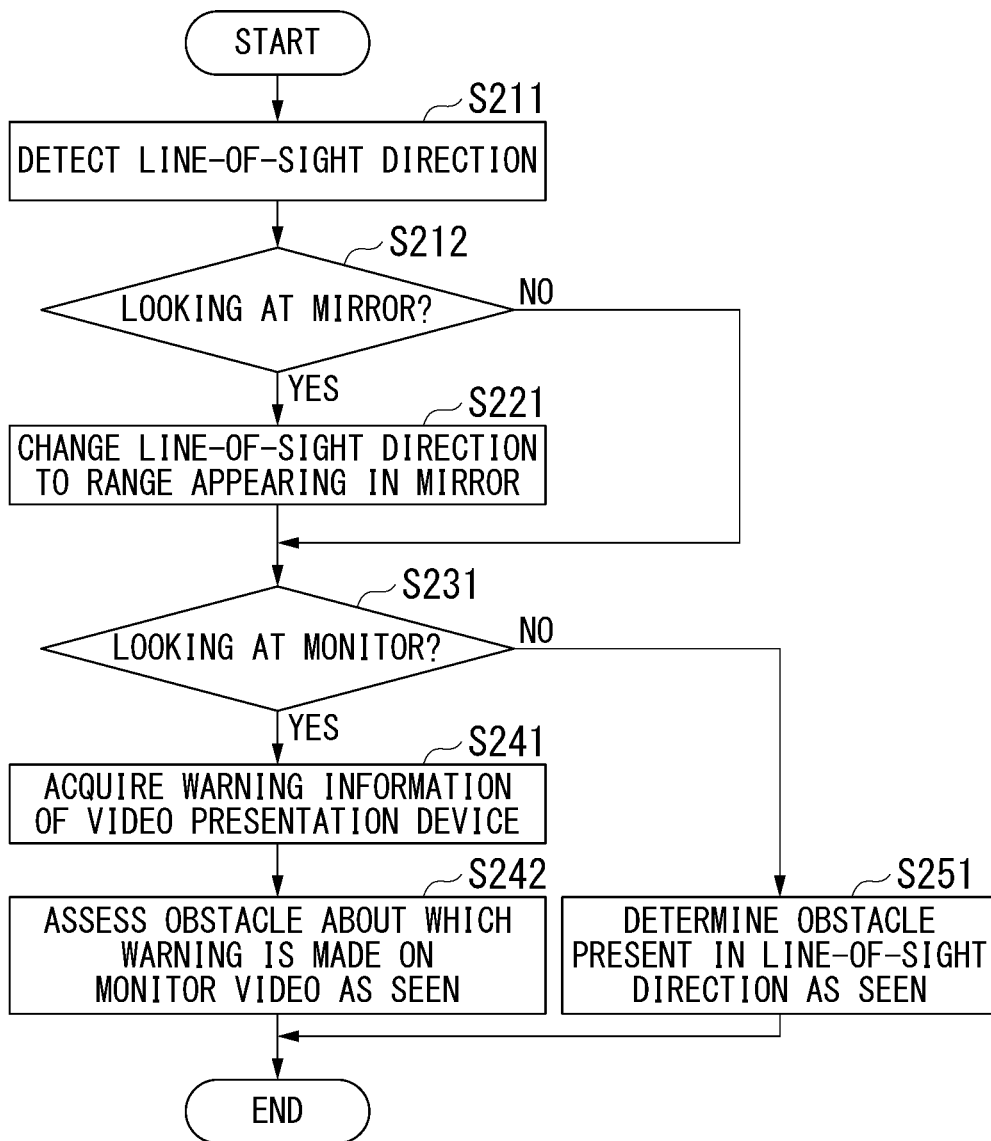 START
S211
DETECT LINE-OF-SIGHT DIRECTION
S212
LOOKING AT MIRROR?
NO
YES
S221
CHANGE LINE-OF-SIGHT DIRECTION
TO RANGE APPEARING IN MIRROR
S231
LOOKING AT MONITOR?
NO
YES
S241
ACQUIRE WARNING INFORMATION
OF VIDEO PRESENTATION DEVICE
S242
ASSESS OBSTACLE ABOUT WHICH
WARNING IS MADE ON
MONITOR VIDEO AS SEEN
S251
DETERMINE OBSTACLE
PRESENT IN LINE-OF-SIGHT
DIRECTION AS SEEN
END